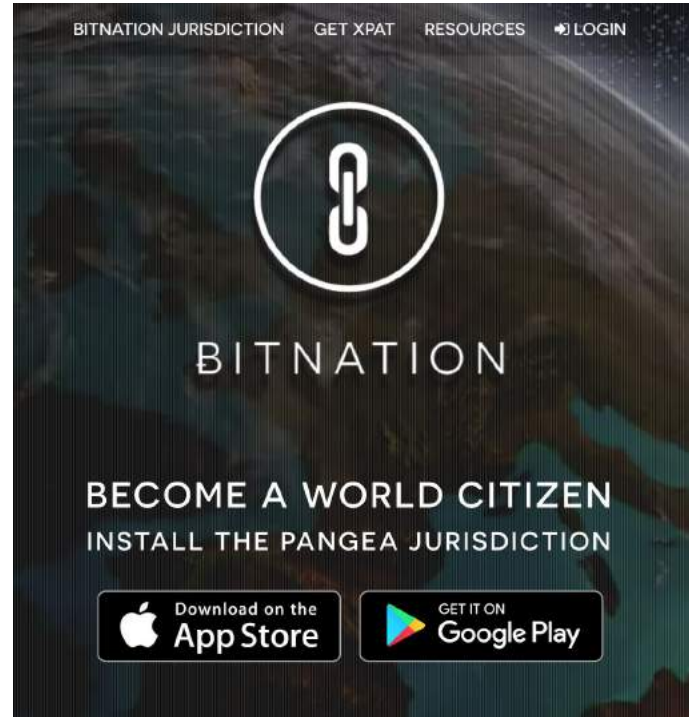 BITNATION JURISDICTION GET XPAT RESOURCES LOGIN
BITNATION
BECOME A WORLD CITIZEN
INSTALL THE PANGEA JURISDICTION
Download on the
App Store
GET IT ON
Google Play